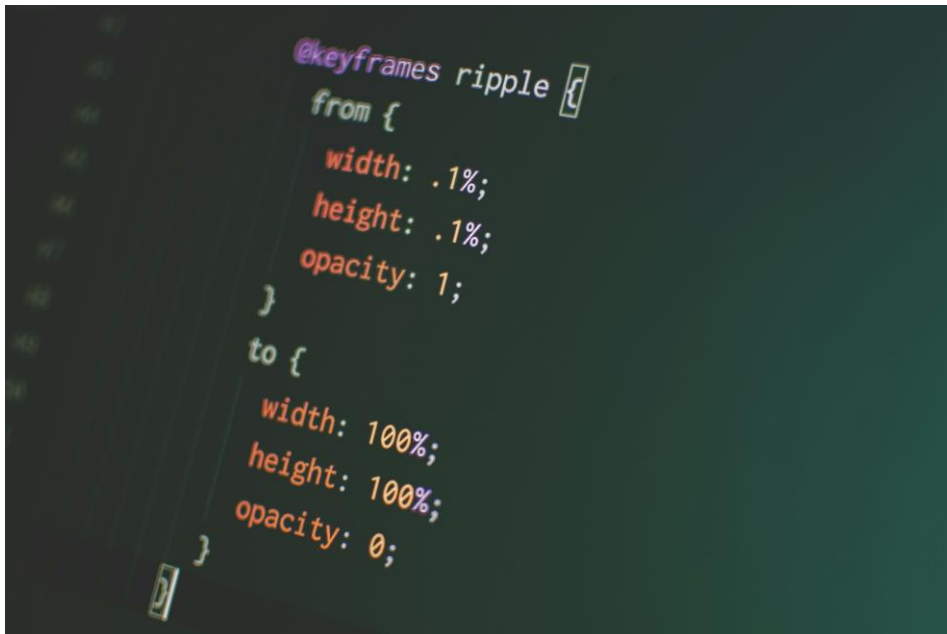 @keyframes ripple {
from {
width: .1%;
height: .1%;
opacity: 1;
}
to {
width: 100%;
height: 100%;
opacity: 0;
}
}